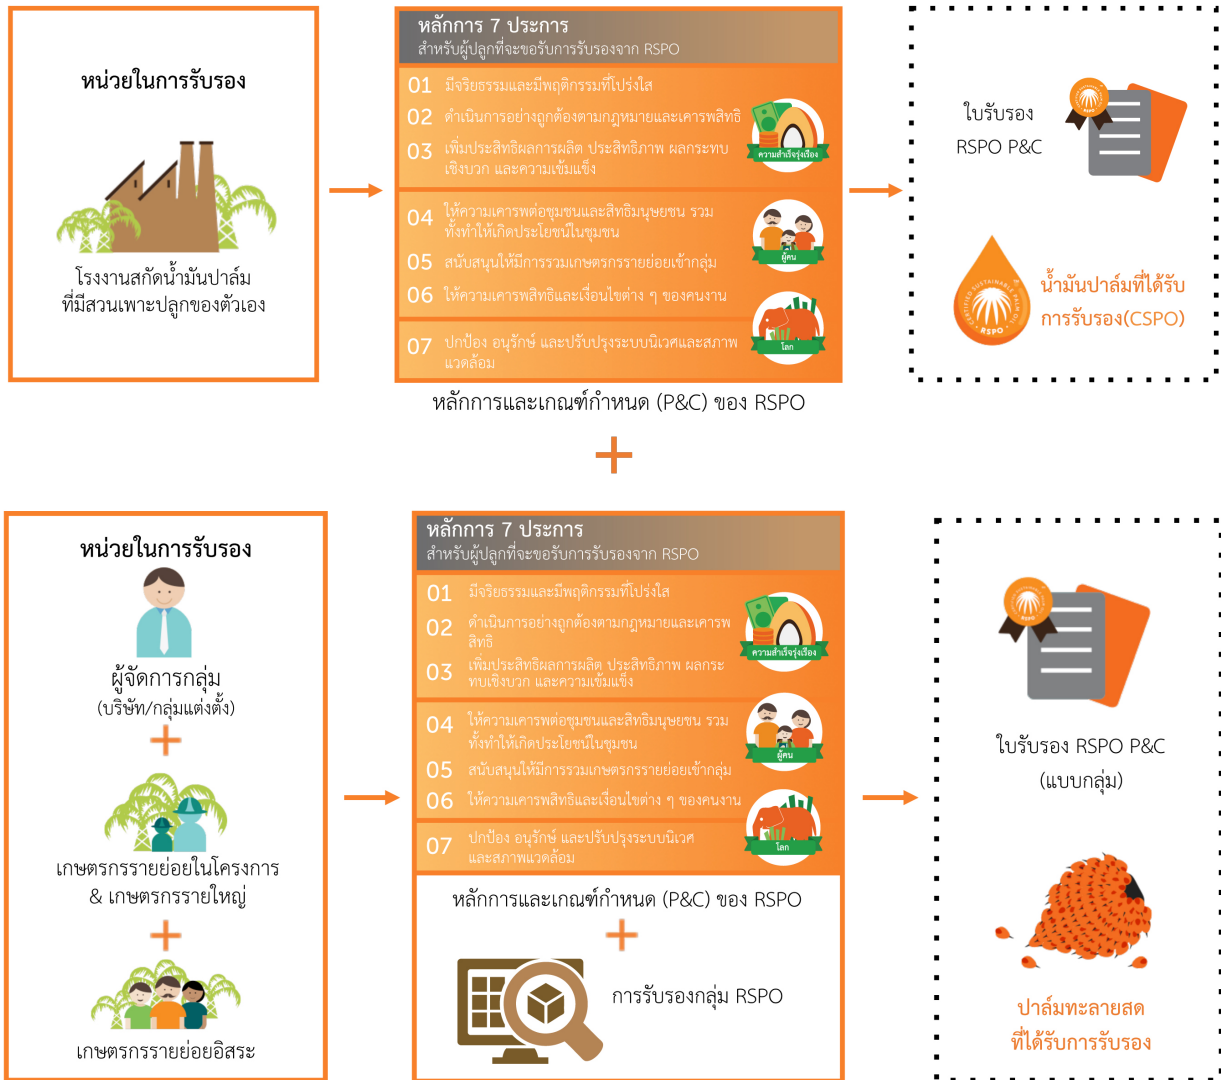 หน่วยในการรับรอง
โรงงานสกัดน้ำมันปาล์ม
ที่มีสวนเพาะปลูกของตัวเอง
หลักการ 7 ประการ
สำหรับผู้ปลูกที่จะขอรับการรับรองจาก RSPO
01 มีจริยธรรมและมีพฤติกรรมที่โปร่งใส
02 ดำเนินการอย่างถูกต้องตามกฎหมายและเคารพสิทธิ
03 เพิ่มประสิทธิผลการผลิต ประสิทธิภาพ ผลกระทบ
เชิงบวก และความเข้มแข็ง
ความสำเร็จรุ่งเรือง
04 ให้ความเคารพต่อชุมชนและสิทธิมนุษยชน รวม
ทั้งทำให้เกิดประโยชน์ในชุมชน
05 สนับสนุนให้มีการรวมเกษตรกรรายย่อยเข้ากลุ่ม
06 ให้ความเคารพสิทธิและเงื่อนไขต่าง ๆ ของคนงาน
ผู้คน
07 ปกป้อง อนุรักษ์ และปรับปรุงระบบนิเวศและสภาพ
แวดล้อม
โลก
หลักการและเกณฑ์กำหนด (P&C) ของ RSPO
+
ใบรับรอง
RSPO P&C
RSPO
CERTIFIED SUSTAINABLE PALM OIL
RSPO
น้ำมันปาล์มที่ได้รับ
การรับรอง(CSPO)
หน่วยในการรับรอง
ผู้จัดการกลุ่ม
(บริษัท/กลุ่มแต่งตั้ง)
+
เกษตรกรรายย่อยในโครงการ
& เกษตรกรรายใหญ่
+
เกษตรกรรายย่อยอิสระ
หลักการ 7 ประการ
สำหรับผู้ปลูกที่จะขอรับการรับรองจาก RSPO
01 มีจริยธรรมและมีพฤติกรรมที่โปร่งใส
02 ดำเนินการอย่างถูกต้องตามกฎหมายและเคารพ
สิทธิ
03 เพิ่มประสิทธิผลการผลิต ประสิทธิภาพ ผลกระ
ทบเชิงบวก และความเข้มแข็ง
ความสำเร็จรุ่งเรือง
04 ให้ความเคารพต่อชุมชนและสิทธิมนุษยชน รวม
ทั้งทำให้เกิดประโยชน์ในชุมชน
05 สนับสนุนให้มีการรวมเกษตรกรรายย่อยเข้ากลุ่ม
06 ให้ความเคารพสิทธิและเงื่อนไขต่าง ๆ ของคนงาน
ผู้คน
07 ปกป้อง อนุรักษ์ และปรับปรุงระบบนิเวศ
และสภาพแวดล้อม
โลก
หลักการและเกณฑ์กำหนด (P&C) ของ RSPO
+
การรับรองกลุ่ม RSPO
RSPO
ใบรับรอง RSPO P&C
(แบบกลุ่ม)
ปาล์มทะลายสด
ที่ได้รับการรับรอง